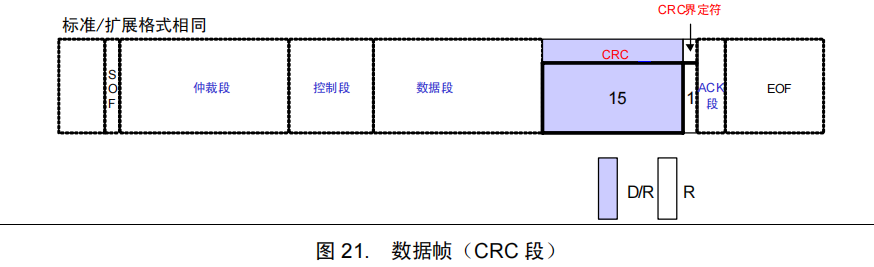 CRC界定符
标准/扩展格式相同
CRC
SOF
仲裁段
控制段
数据段
15
1
ACK
段
EOF
D/R
R
图 21. 数据帧（CRC 段）